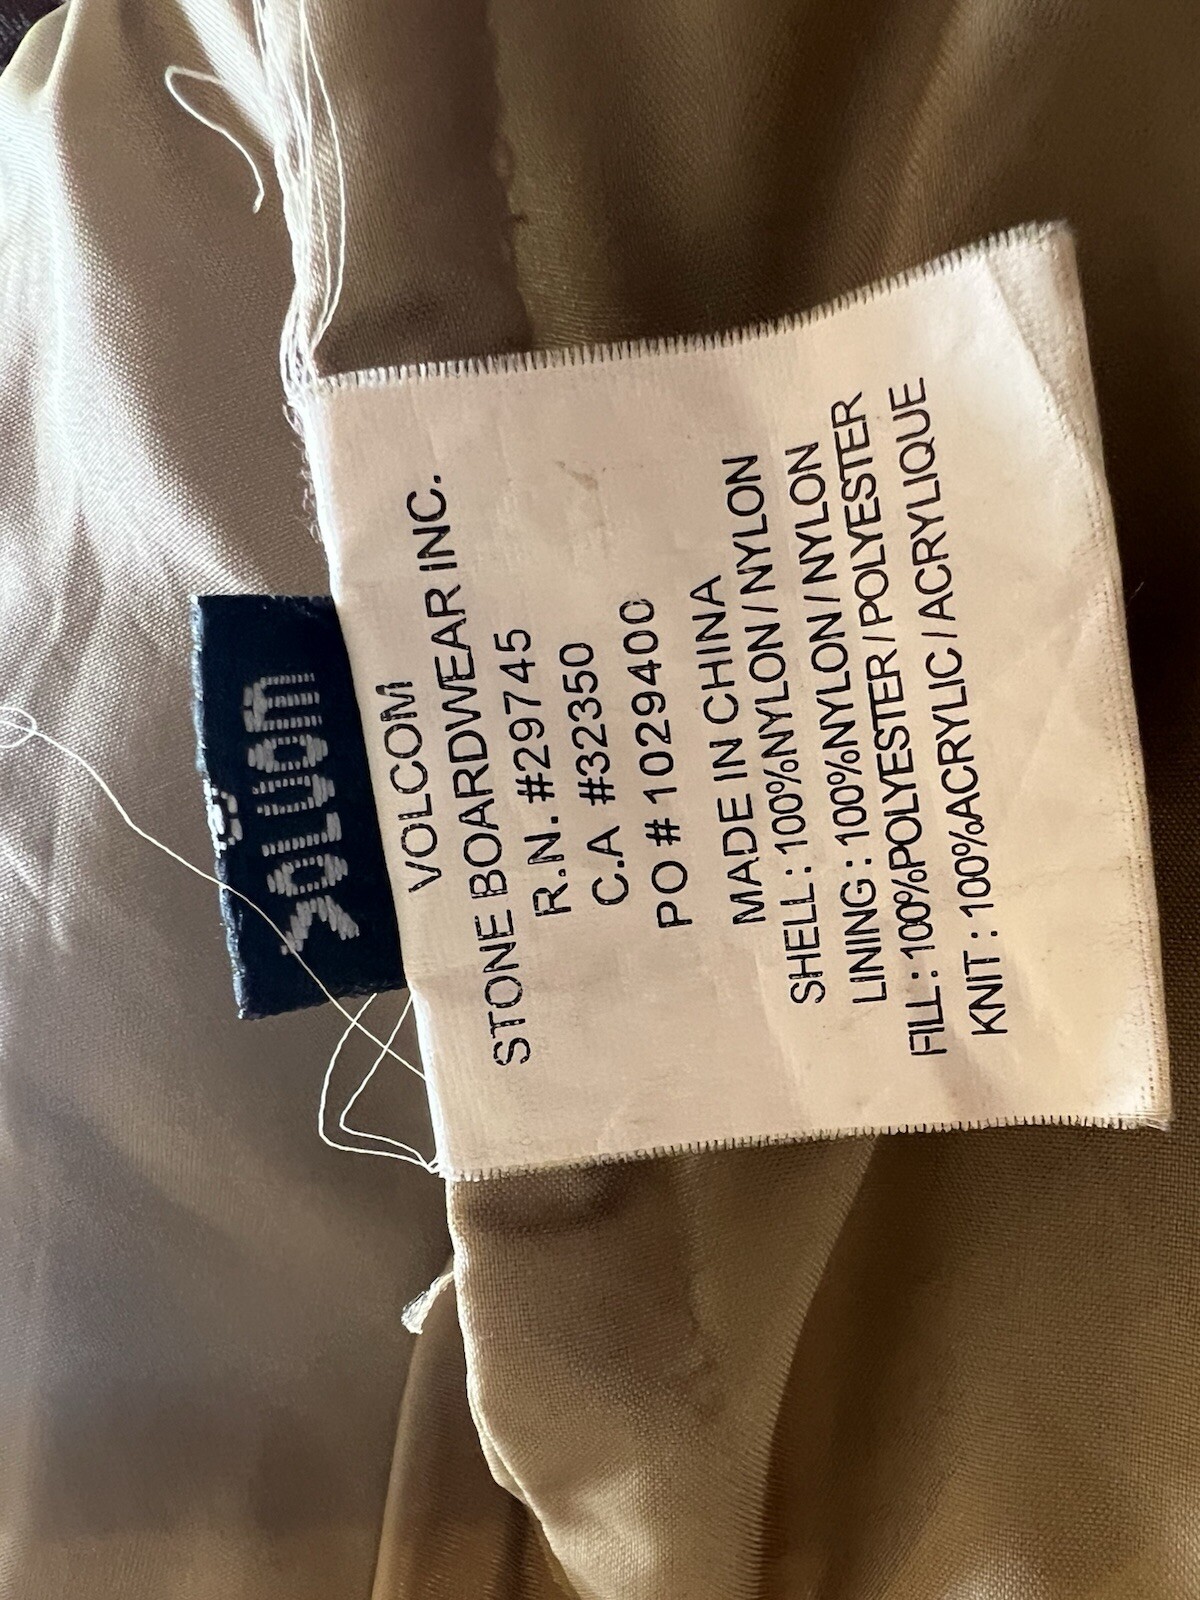 VOLCOM
STONE BOARDWEAR INC.
R.N. #29745
C.A #32350
PO # 1029400
MADE IN CHINA
SHELL : 100%NYLON / NYLON
LINING : 100%NYLON / NYLON
FILL : 100%POLYESTER / POLYESTER
KNIT : 100%ACRYLIC / ACRYLIQUE